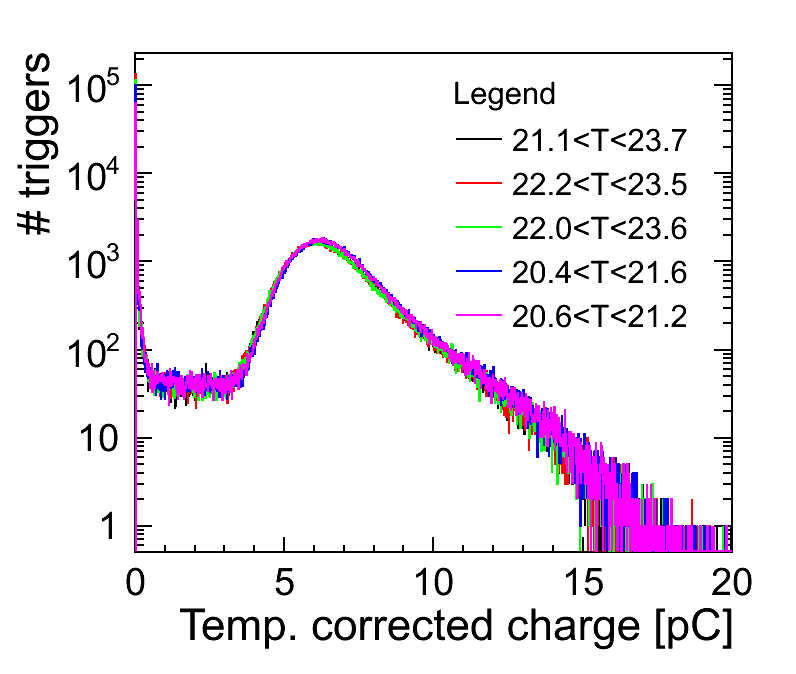 # triggers
10⁵
10⁴
10³
10²
10
1
Legend
21.1<T<23.7
22.2<T<23.5
22.0<T<23.6
20.4<T<21.6
20.6<T<21.2
0 5 10 15 20
Temp. corrected charge [pC]